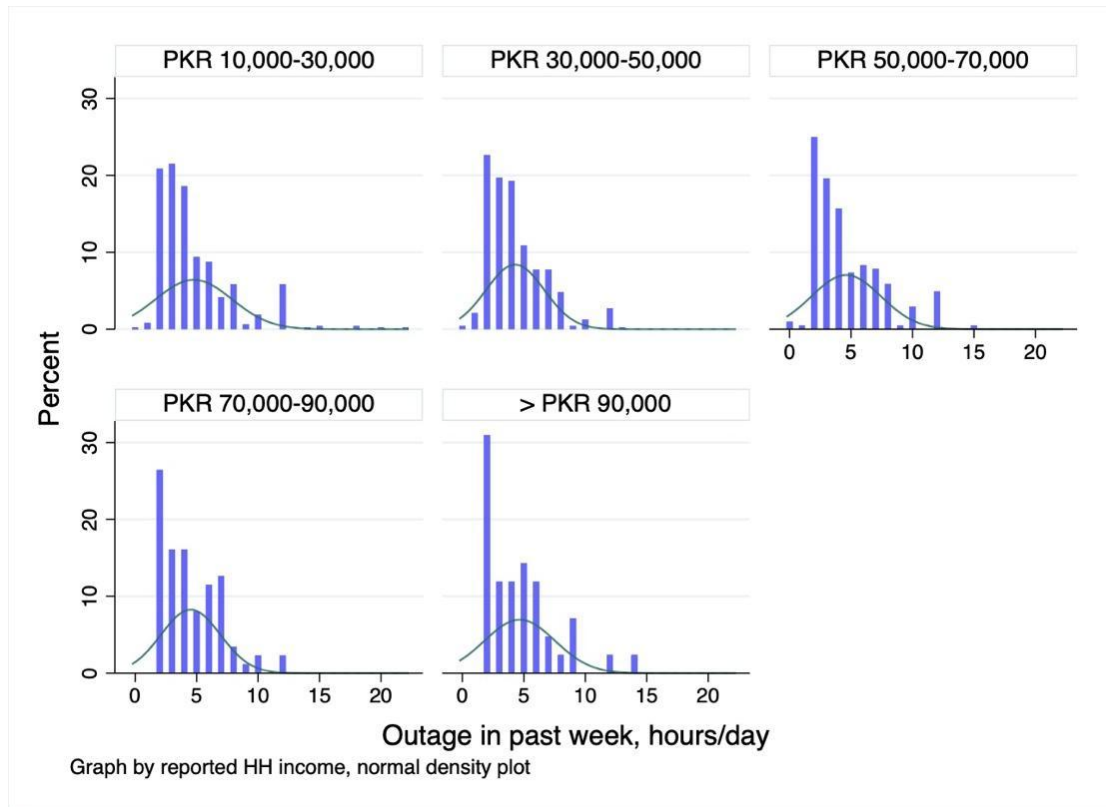 PKR 10,000-30,000
PKR 30,000-50,000
PKR 50,000-70,000
30
20
10
0
0 5 10 15 20
PKR 70,000-90,000
> PKR 90,000
30
20
10
0
0 5 10 15 20
0 5 10 15 20
Percent
Outage in past week, hours/day
Graph by reported HH income, normal density plot